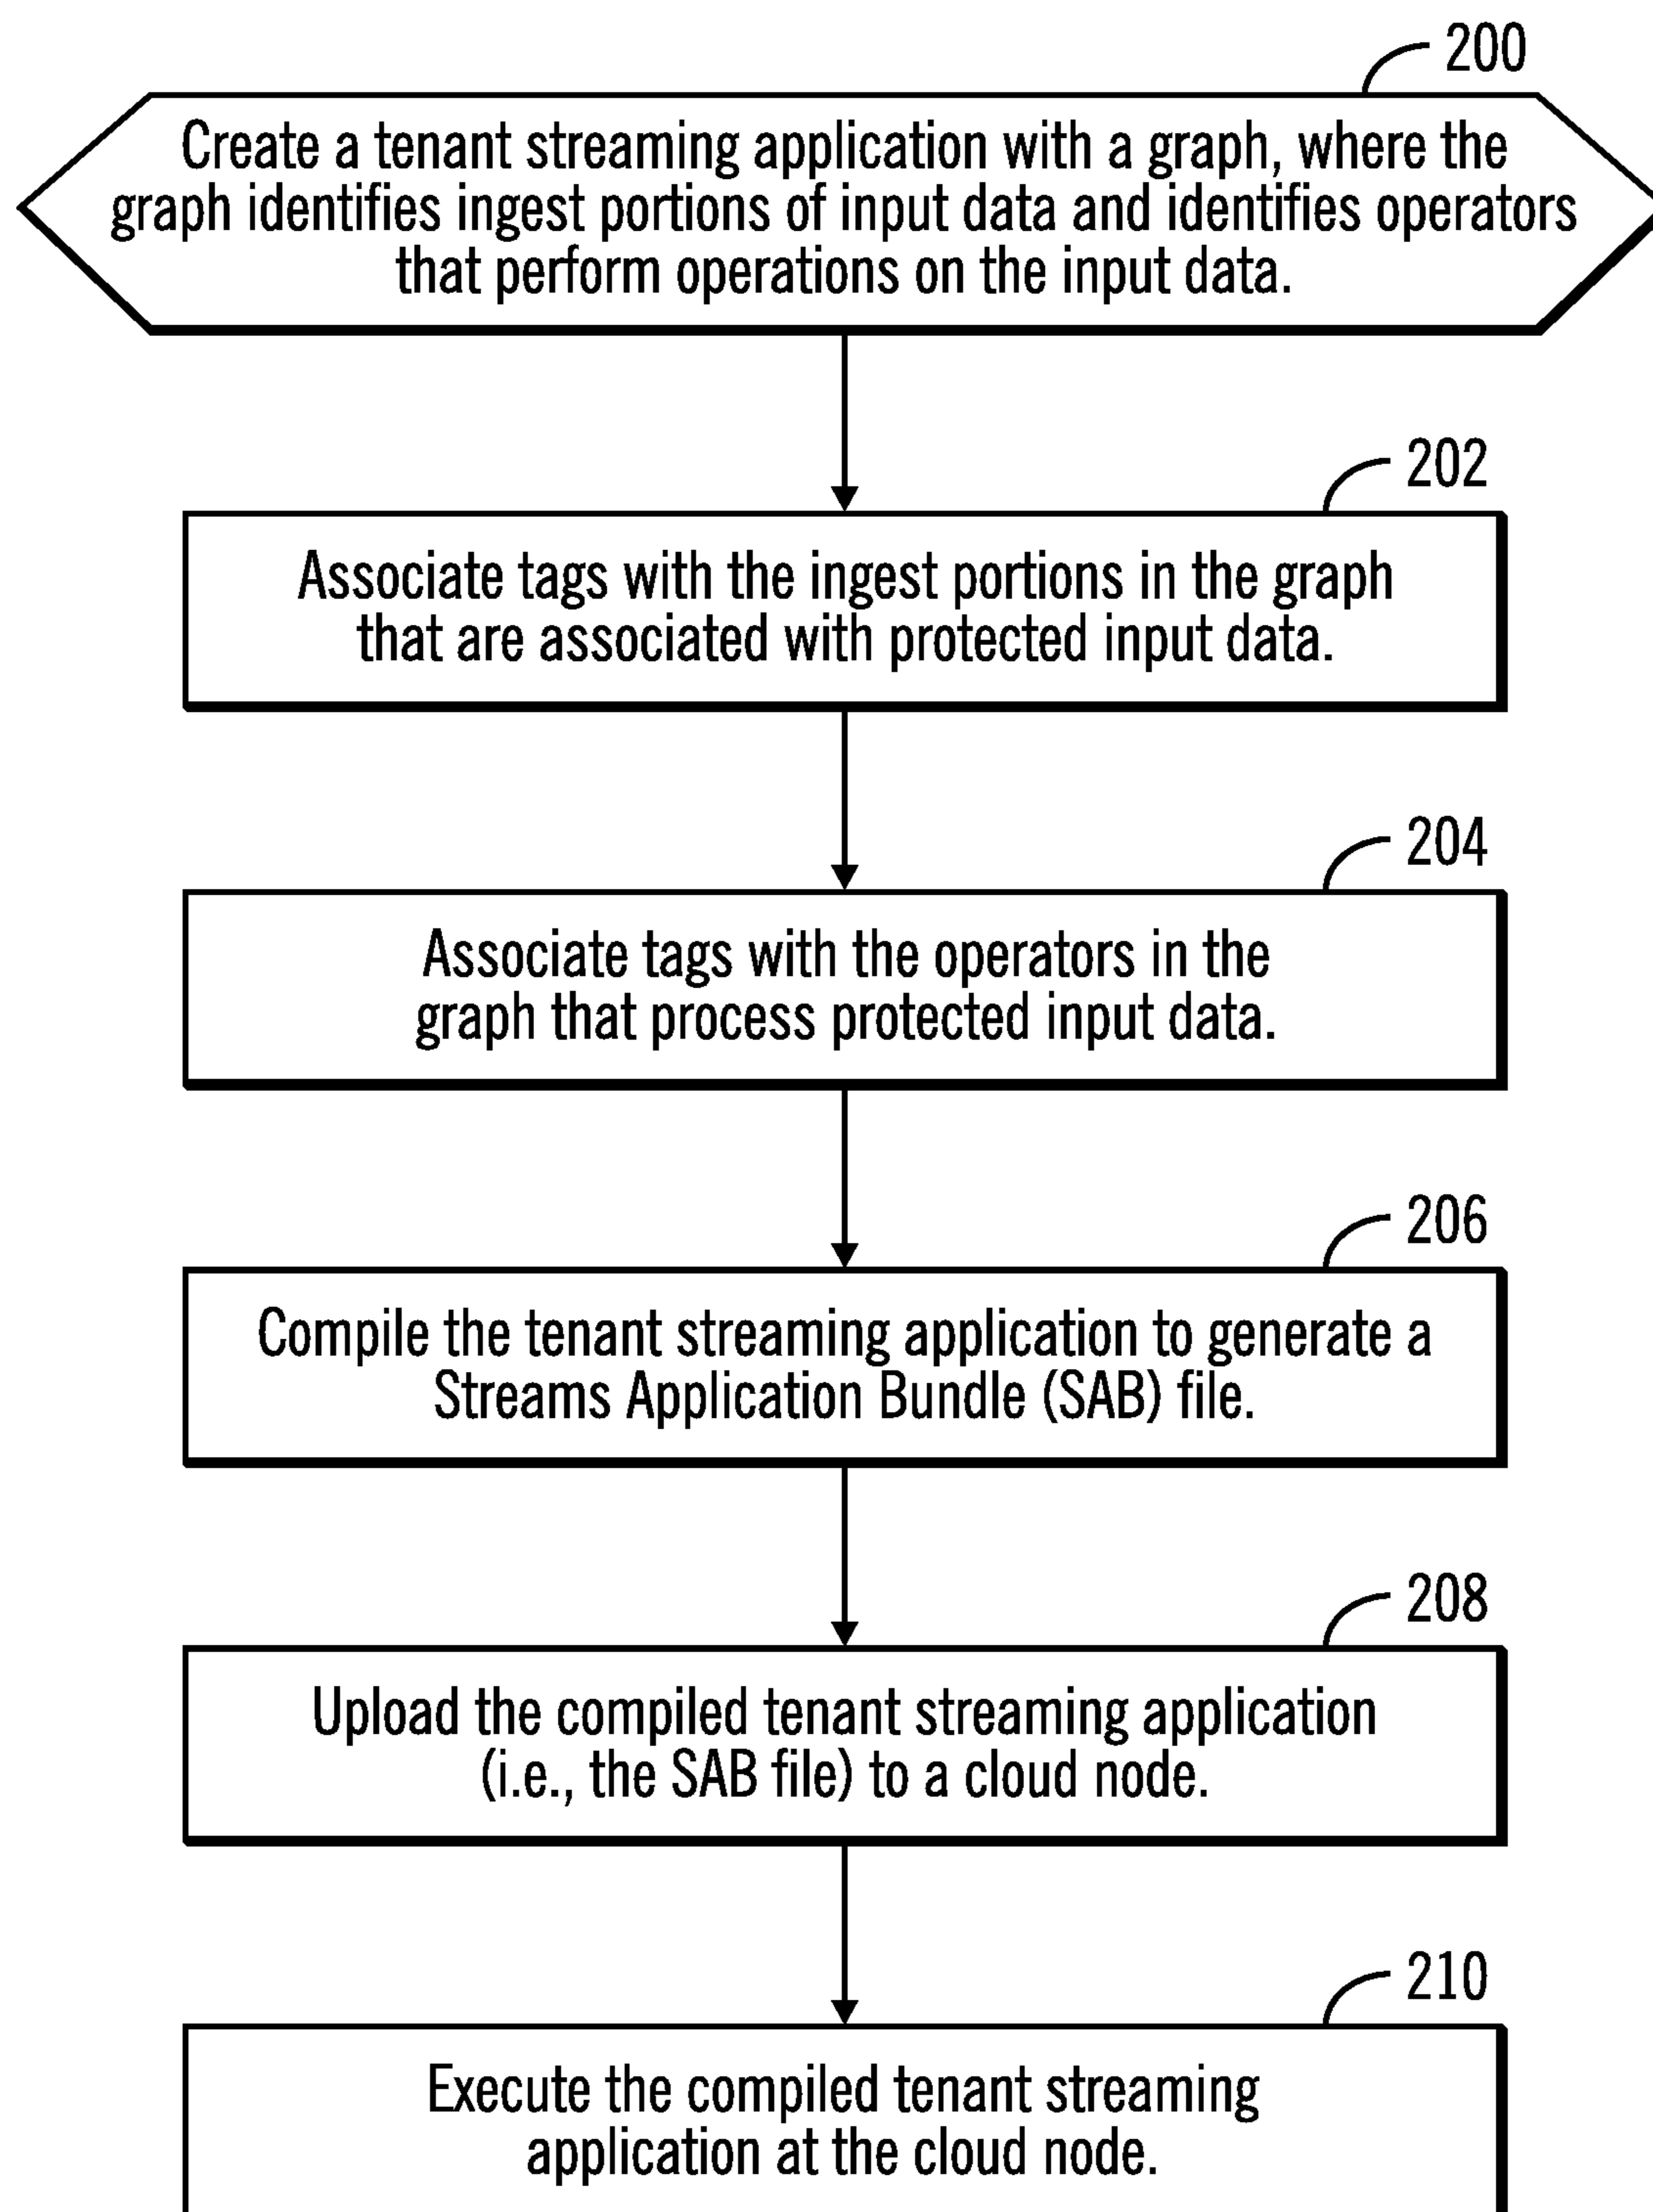 200
Create a tenant streaming application with a graph, where the
graph identifies ingest portions of input data and identifies operators
that perform operations on the input data.
202
Associate tags with the ingest portions in the graph
that are associated with protected input data.
204
Associate tags with the operators in the
graph that process protected input data.
206
Compile the tenant streaming application to generate a
Streams Application Bundle (SAB) file.
208
Upload the compiled tenant streaming application
(i.e., the SAB file) to a cloud node.
210
Execute the compiled tenant streaming
application at the cloud node.